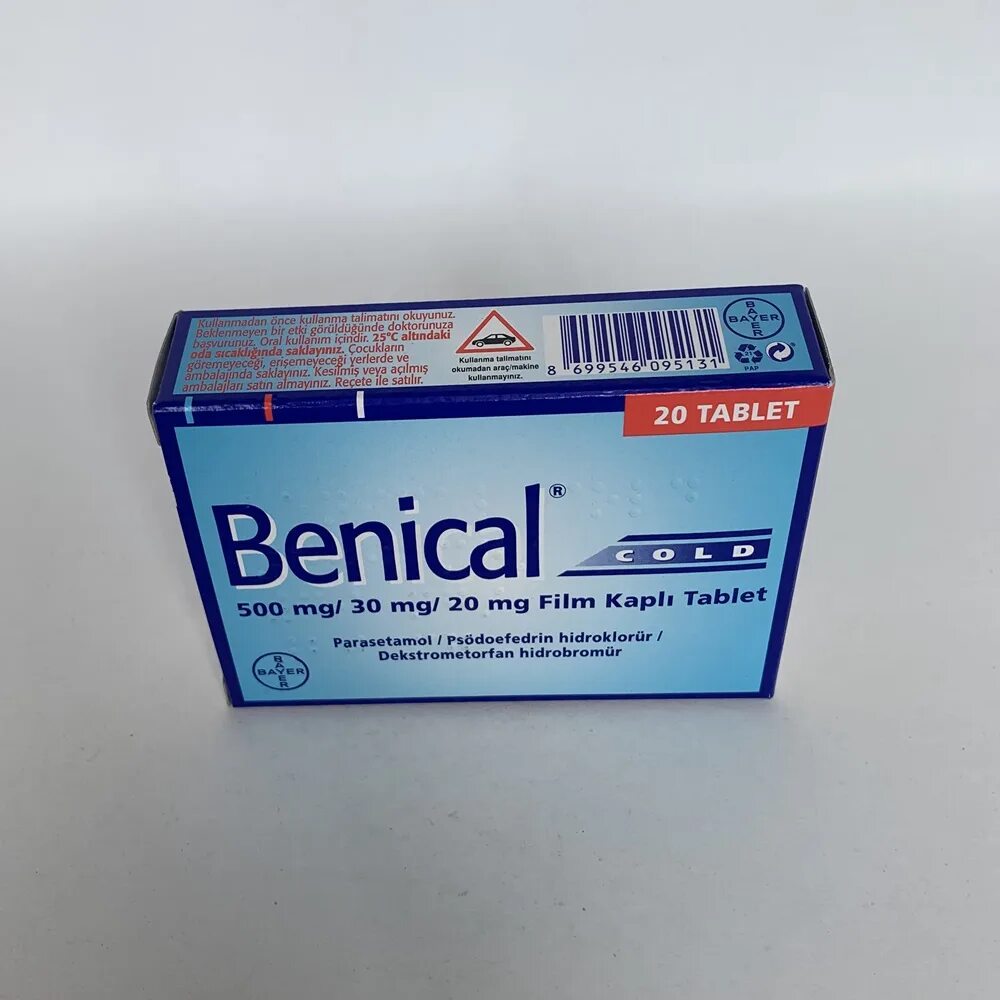 Kullanmadan önce kullanma talimatını okuyunuz.
Beklenmeyen bir etki görüldüğünde doktorunuza
başvurunuz. Oral kullanım içindir. 25°C altındaki
oda sıcaklığında saklayınız. Çocukların
göremeyeceği, erişemeyeceği yerlerde ve
ambalajında saklayınız. Kesilmiş veya açılmış
ambalajları satın almayınız. Reçete ile satılır.
Kullanma talimatını
okumadan araç/makine
kullanmayınız.
8 699546 095131
BAYER
BAYER
21
PAP
20 TABLET
Benical®
COLD
500 mg/ 30 mg/ 20 mg Film Kaplı Tablet
Parasetamol / Psödoefedrin hidroklorür /
Dekstrometorfan hidrobromür
BAYER
BAYER